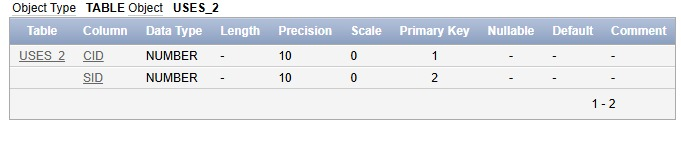 Object Type TABLE Object USES_2
Table Column Data Type Length Precision Scale Primary Key Nullable Default Comment
USES_2 CID NUMBER - 10 0 1 - - -
SID NUMBER - 10 0 2 - - -
1 - 2